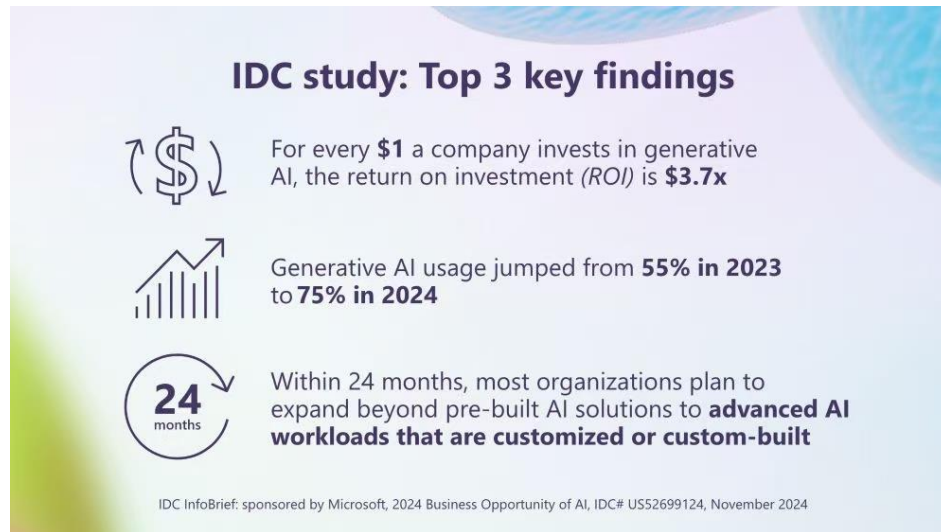 IDC study: Top 3 key findings
For every $1 a company invests in generative
AI, the return on investment (ROI) is $3.7x
Generative AI usage jumped from 55% in 2023
to 75% in 2024
24
months
Within 24 months, most organizations plan to
expand beyond pre-built AI solutions to advanced AI
workloads that are customized or custom-built
IDC InfoBrief: sponsored by Microsoft, 2024 Business Opportunity of AI, IDC# US52699124, November 2024